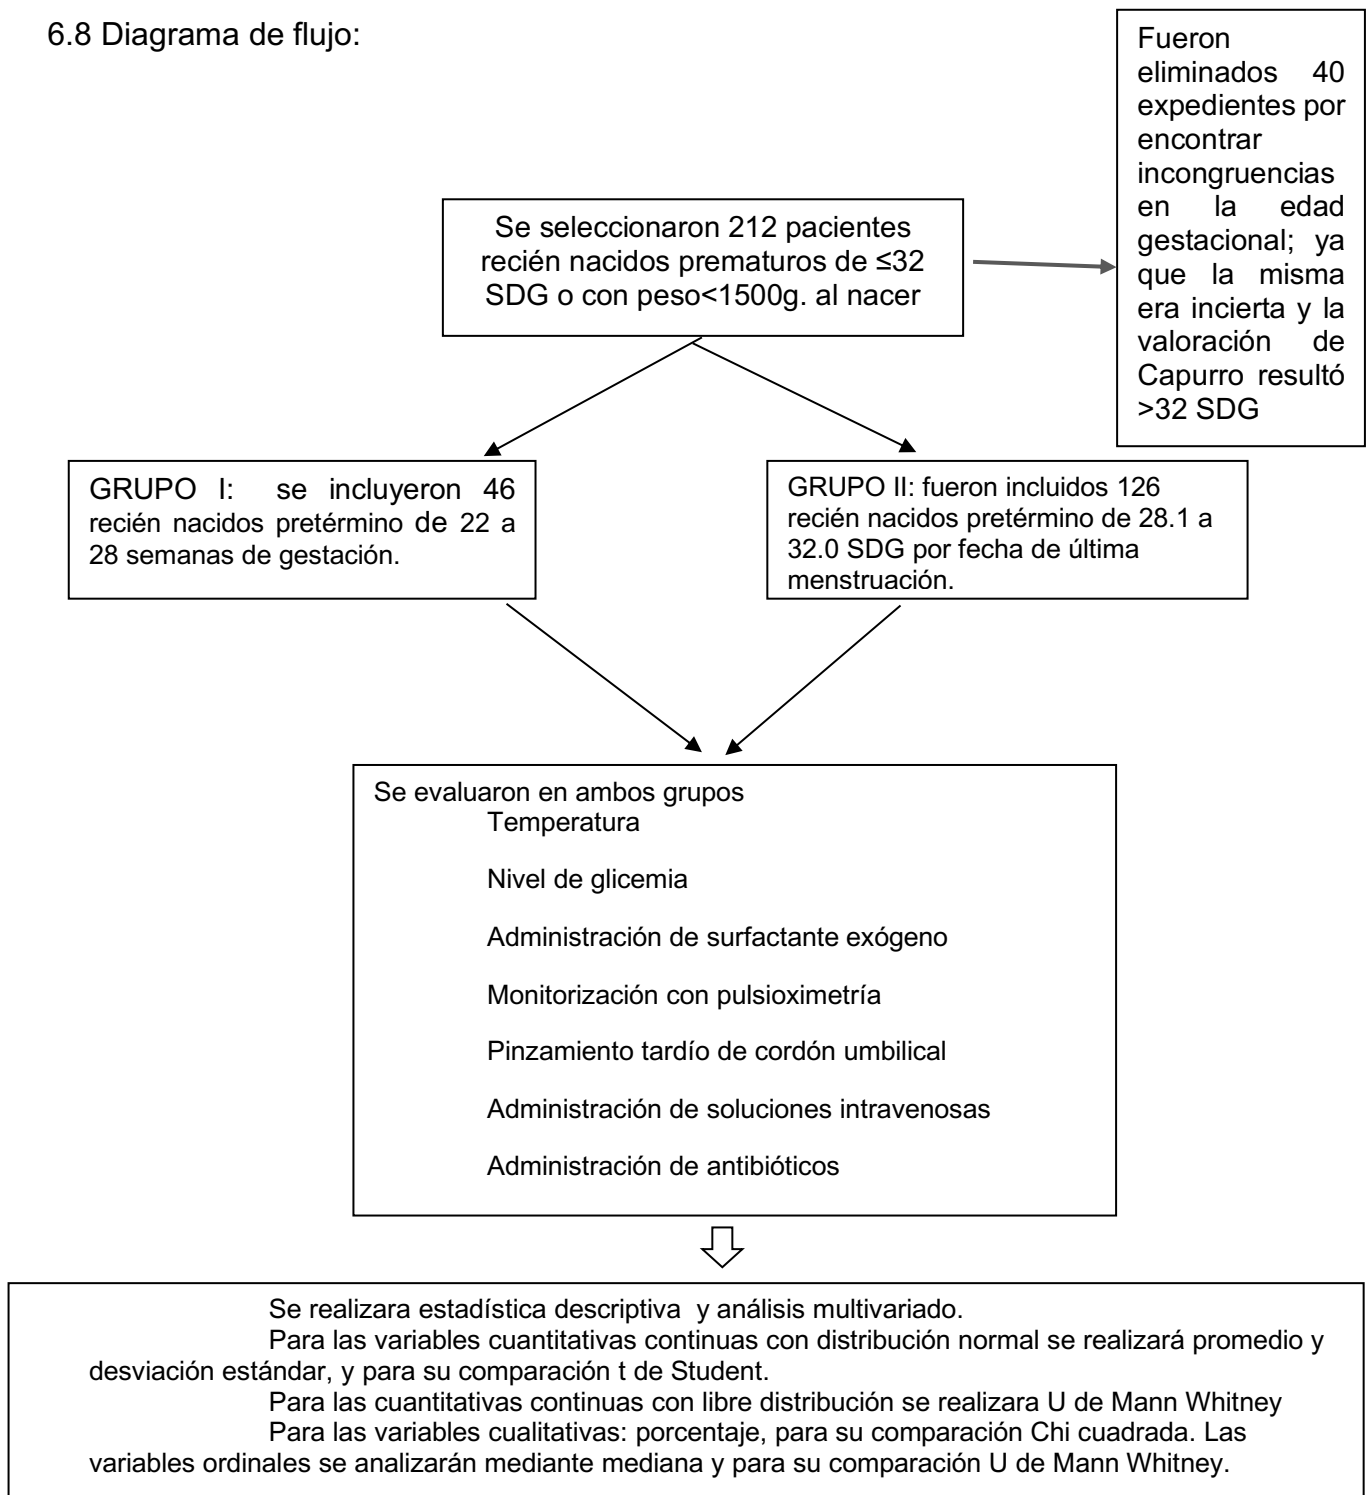 6.8 Diagrama de flujo:
Fueron
eliminados 40
expedientes por
encontrar
incongruencias
en la edad
gestacional; ya
que la misma
era incierta y la
valoración de
Capurro resultó
>32 SDG
Se seleccionaron 212 pacientes
recién nacidos prematuros de ≤32
SDG o con peso<1500g. al nacer
GRUPO I: se incluyeron 46
recién nacidos pretérmino de 22 a
28 semanas de gestación.
GRUPO II: fueron incluidos 126
recién nacidos pretérmino de 28.1 a
32.0 SDG por fecha de última
menstruación.
Se evaluaron en ambos grupos
Temperatura
Nivel de glicemia
Administración de surfactante exógeno
Monitorización con pulsioximetría
Pinzamiento tardío de cordón umbilical
Administración de soluciones intravenosas
Administración de antibióticos
Se realizara estadística descriptiva y análisis multivariado.
Para las variables cuantitativas continuas con distribución normal se realizará promedio y
desviación estándar, y para su comparación t de Student.
Para las cuantitativas continuas con libre distribución se realizara U de Mann Whitney
Para las variables cualitativas: porcentaje, para su comparación Chi cuadrada. Las
variables ordinales se analizarán mediante mediana y para su comparación U de Mann Whitney.